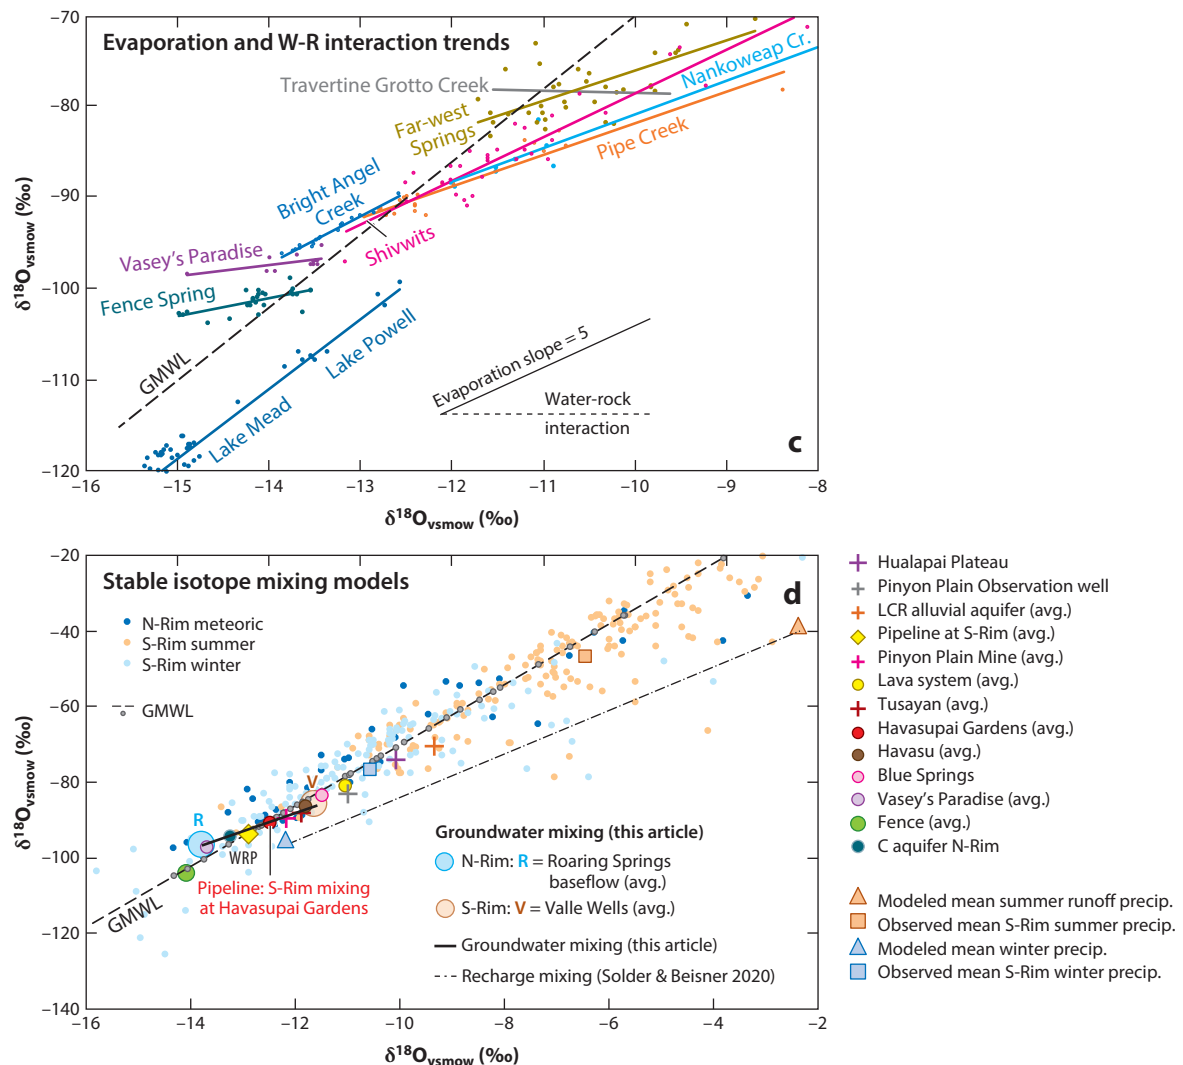 Evaporation and W-R interaction trends
−70
−80
−90
−100
−110
−120
δ¹⁸Ovsmow (‰)
Travertine Grotto Creek
Nankoweap Cr.
Far-west
Springs
Pipe Creek
Bright Angel
Creek
Shivwits
Vasey's Paradise
Fence Spring
GMWL
Lake Powell
Lake Mead
Evaporation slope = 5
Water-rock
interaction
c
−16
−15
−14
−13
−12
−11
−10
−9
−8
δ¹⁸Ovsmow (‰)
Stable isotope mixing models
d
−20
−40
−60
−80
−100
−120
−140
δ¹⁸Ovsmow (‰)
N-Rim meteoric
S-Rim summer
S-Rim winter
GMWL
V
R
WRP
Pipeline: S-Rim mixing
at Havasupai Gardens
GMWL
Groundwater mixing (this article)
N-Rim: R = Roaring Springs
baseflow (avg.)
S-Rim: V = Valle Wells (avg.)
Groundwater mixing (this article)
Recharge mixing (Solder & Beisner 2020)
−16
−14
−12
−10
−8
−6
−4
−2
δ¹⁸Ovsmow (‰)
Hualapai Plateau
Pinyon Plain Observation well
LCR alluvial aquifer (avg.)
Pipeline at S-Rim (avg.)
Pinyon Plain Mine (avg.)
Lava system (avg.)
Tusayan (avg.)
Havasupai Gardens (avg.)
Havasu (avg.)
Blue Springs
Vasey's Paradise (avg.)
Fence (avg.)
C aquifer N-Rim
Modeled mean summer runoff precip.
Observed mean S-Rim summer precip.
Modeled mean winter precip.
Observed mean S-Rim winter precip.